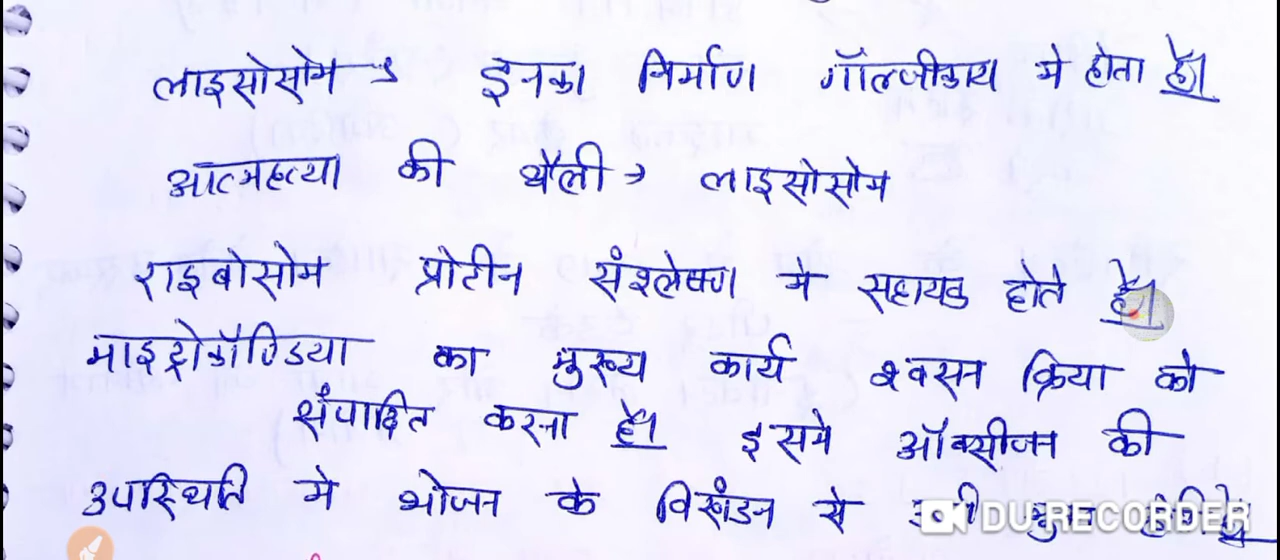 लाइसोसोम → इनका निर्माण गॉल्जीकाय मे होता है।
आत्महत्या की थैली → लाइसोसोम
राइबोसोम प्रोटीन संश्लेषण मे सहायक होते है।
माइट्रोकॉण्डिया का मुख्य कार्य श्वसन क्रिया को
संपादित करना है। इसमे ऑक्सीजन की
उपस्थिति मे भोजन के विखंडन से
DU RECORDER